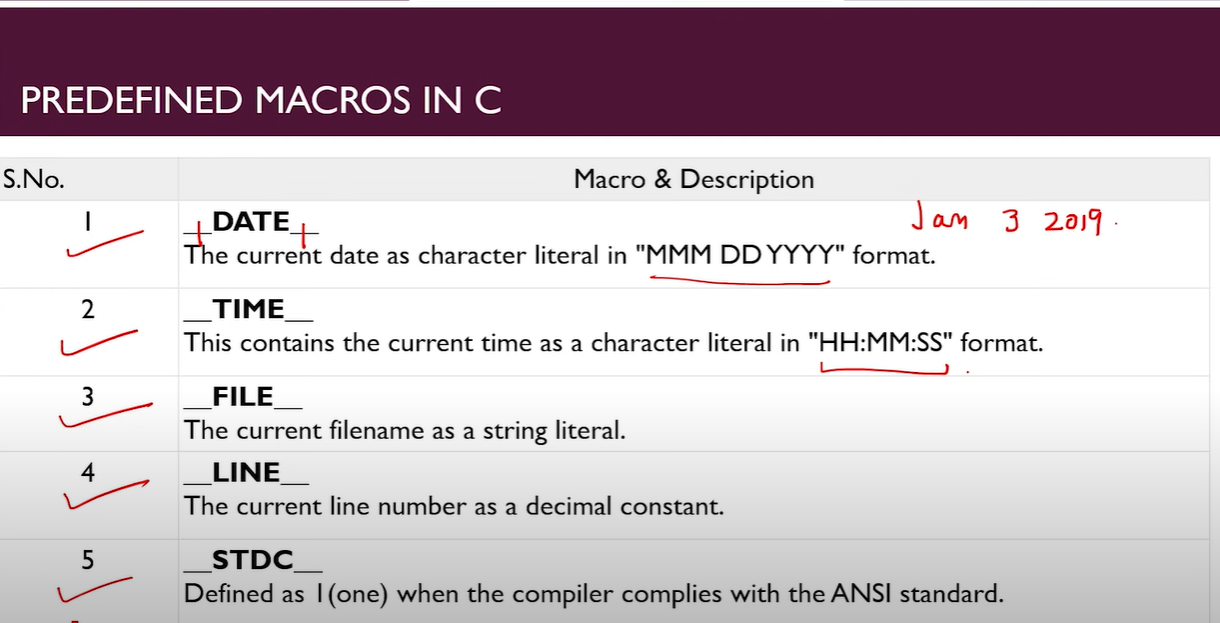 PREDEFINED MACROS IN C
S.No. Macro & Description
1 __DATE__ Jan 3 2019.
The current date as character literal in "MMM DD YYYY" format.
2 __TIME__
This contains the current time as a character literal in "HH:MM:SS" format.
3 __FILE__
The current filename as a string literal.
4 __LINE__
The current line number as a decimal constant.
5 __STDC__
Defined as 1(one) when the compiler complies with the ANSI standard.